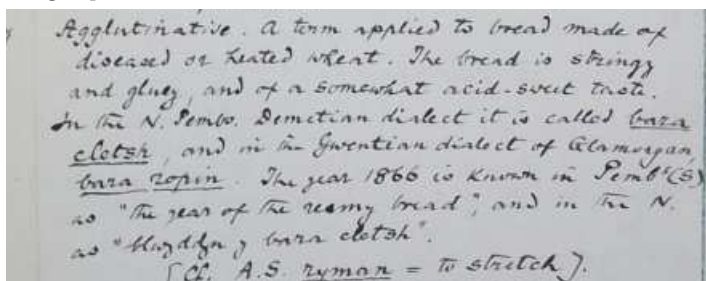 Agglutinative. A term applied to bread made of
diseased or heated wheat. The bread is stringy
and gluey, and of a somewhat acid-sweet taste.
In the N. Pembs. Demetian dialect it is called bara
cletsh, and in the Gwentian dialect of Glamorgan,
bara ropin. The year 1866 is known in Pembs (S)
as "the year of the reamy bread", and in the N.
as "blwyddyn y bara cletsh".
[Cf. A.S. ryman = to stretch].